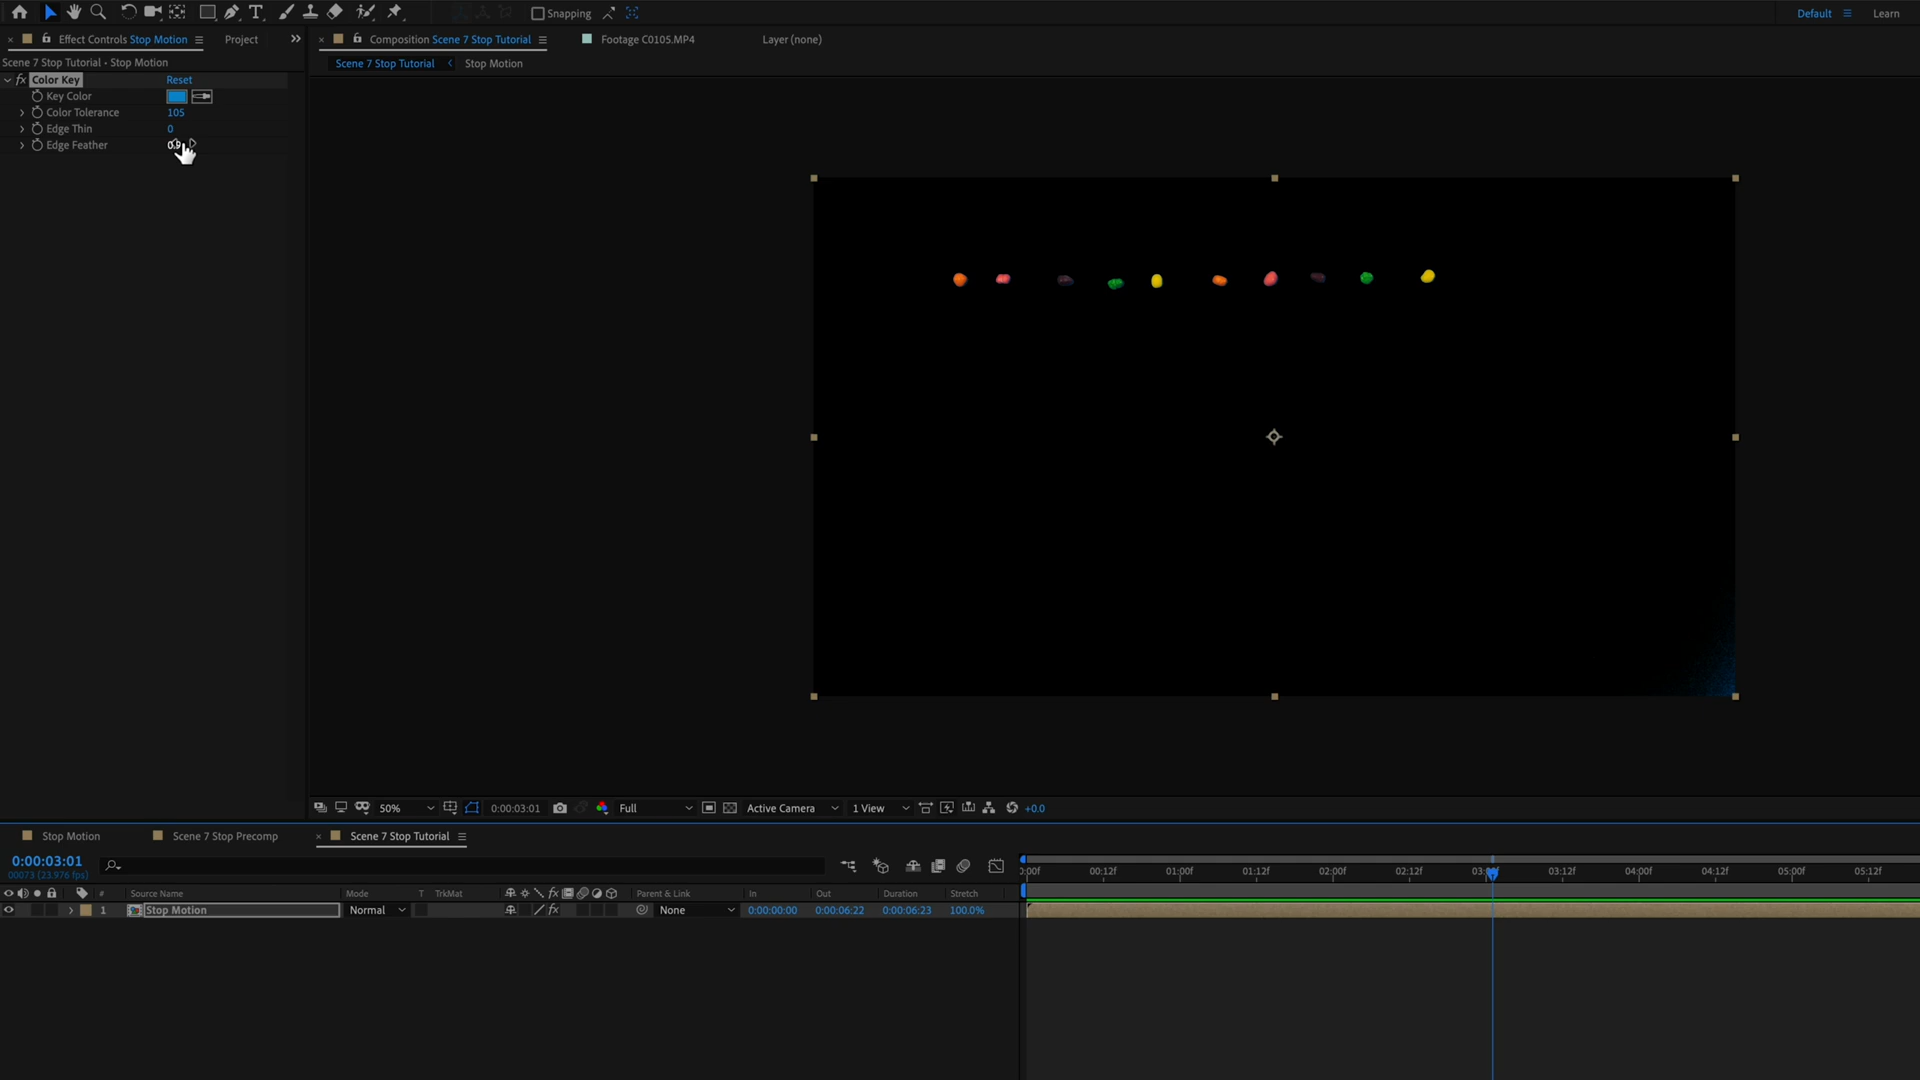 Snapping
Default
Learn
Effect Controls Stop Motion
Project
Composition Scene 7 Stop Tutorial
Footage C0105.MP4
Layer (none)
Scene 7 Stop Tutorial • Stop Motion
Scene 7 Stop Tutorial
Stop Motion
fx Color Key
Reset
Key Color
Color Tolerance
105
Edge Thin
0
Edge Feather
50%
0:00:03:01
Full
Active Camera
1 View
+0.0
Stop Motion
Scene 7 Stop Precomp
Scene 7 Stop Tutorial
0:00:03:01
00073 (23.976 fps)
# Source Name Mode T TrkMat fx Parent & Link In Out Duration Stretch
1 Stop Motion Normal fx None 0:00:00:00 0:00:06:22 0:00:06:23 100.0%
00:12f 01:00f 01:12f 02:00f 02:12f 03:12f 04:00f 04:12f 05:00f 05:12f